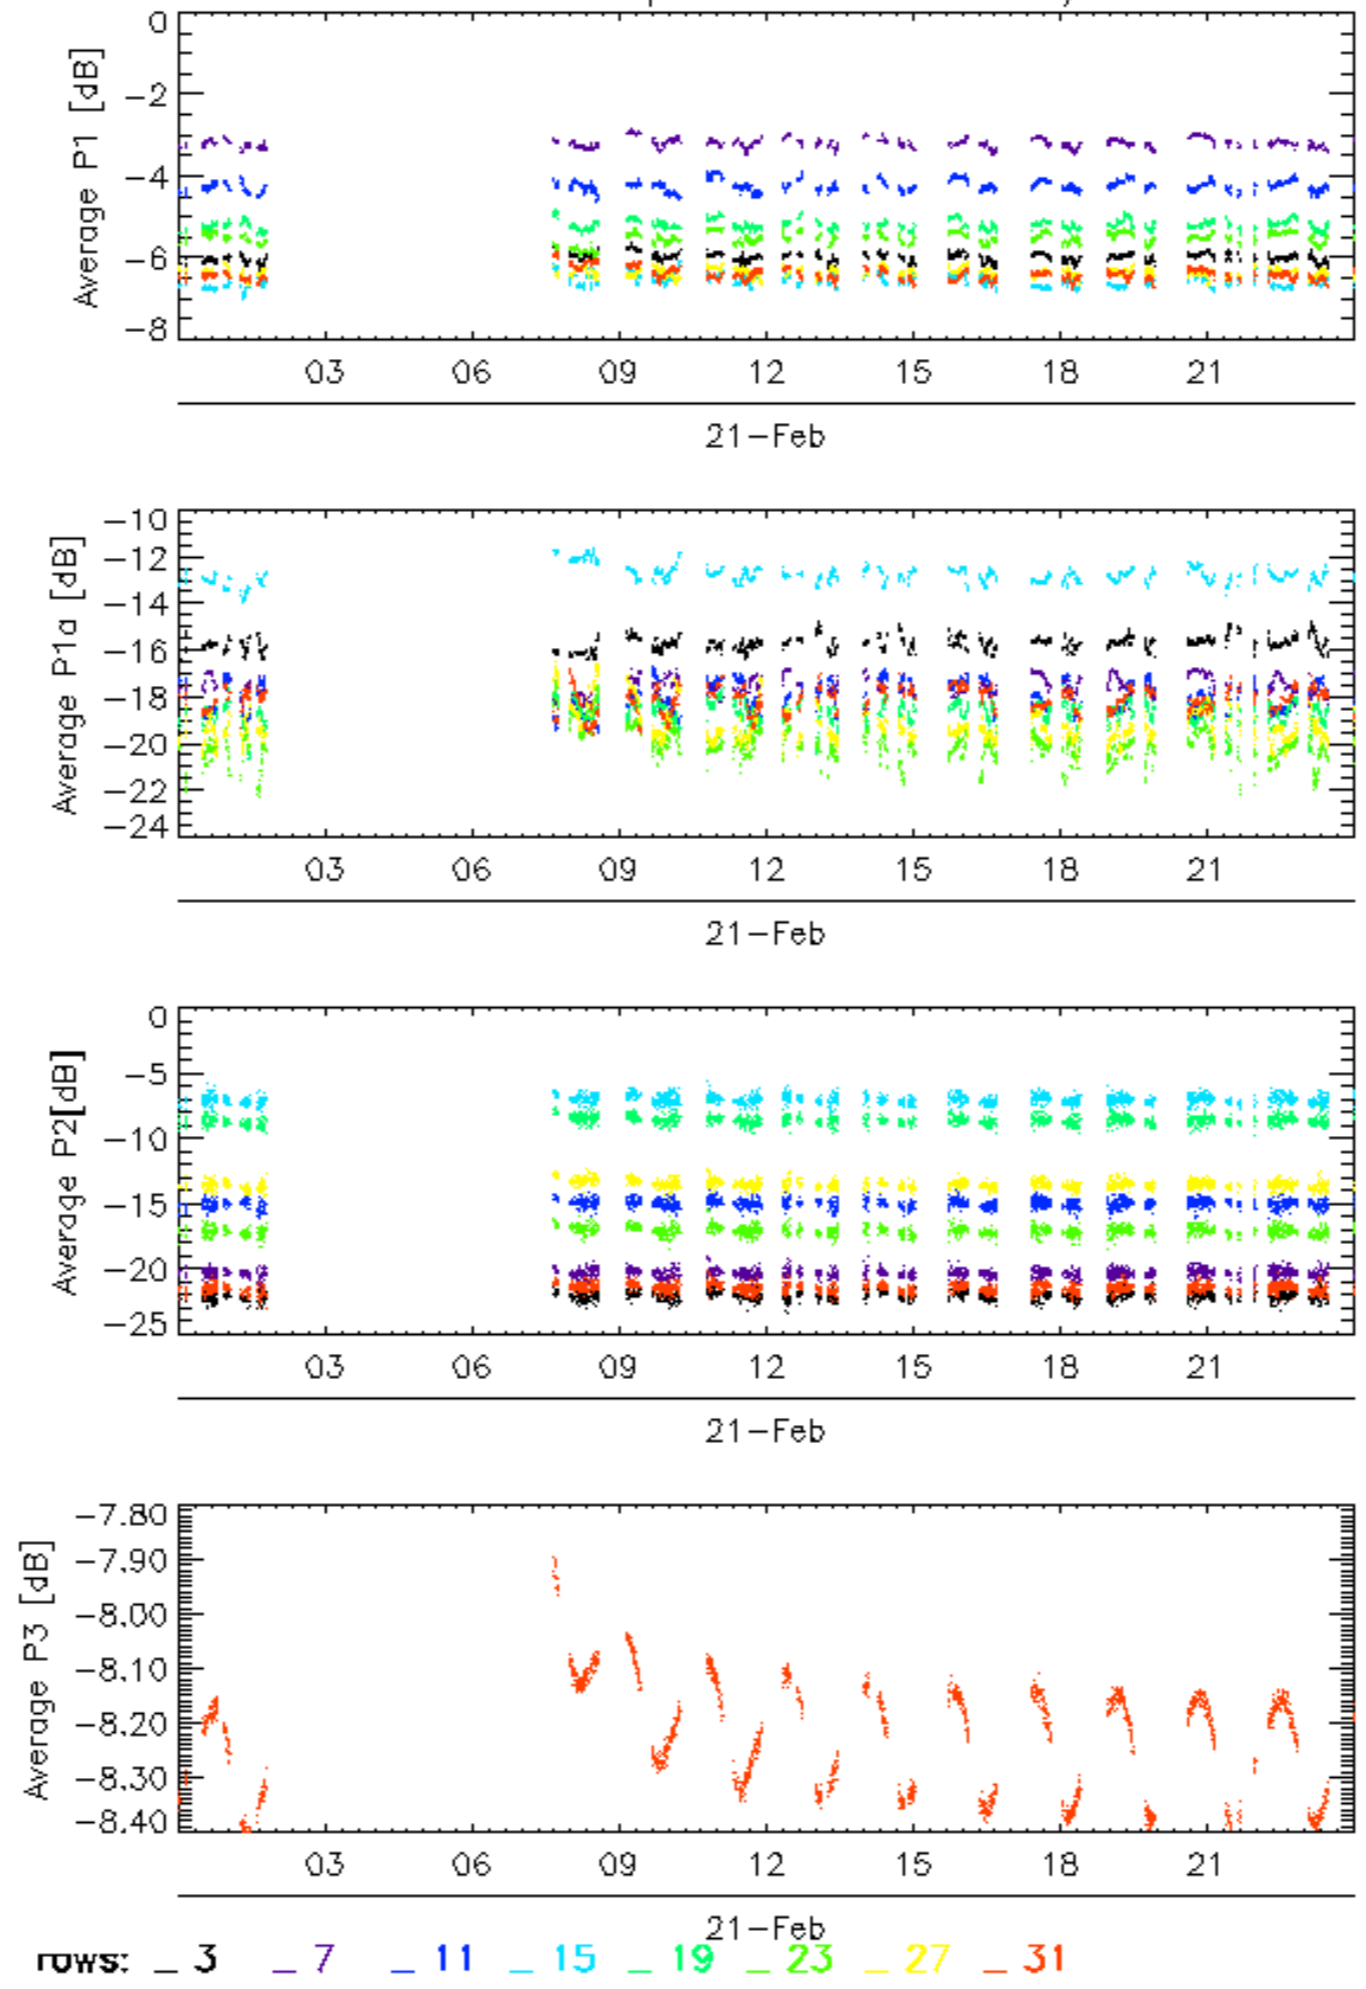 0
-2
-4
-6
-8
Average P1 [dB]
03 06 09 12 15 18 21
21-Feb
-10
-12
-14
-16
-18
-20
-22
-24
Average P1a [dB]
03 06 09 12 15 18 21
21-Feb
0
-5
-10
-15
-20
-25
Average P2[dB]
03 06 09 12 15 18 21
21-Feb
-7.80
-7.90
-8.00
-8.10
-8.20
-8.30
-8.40
Average P3 [dB]
03 06 09 12 15 18 21
21-Feb
rows: _ 3 _ 7 _ 11 _ 15 _ 19 _ 23 _ 27 _ 31